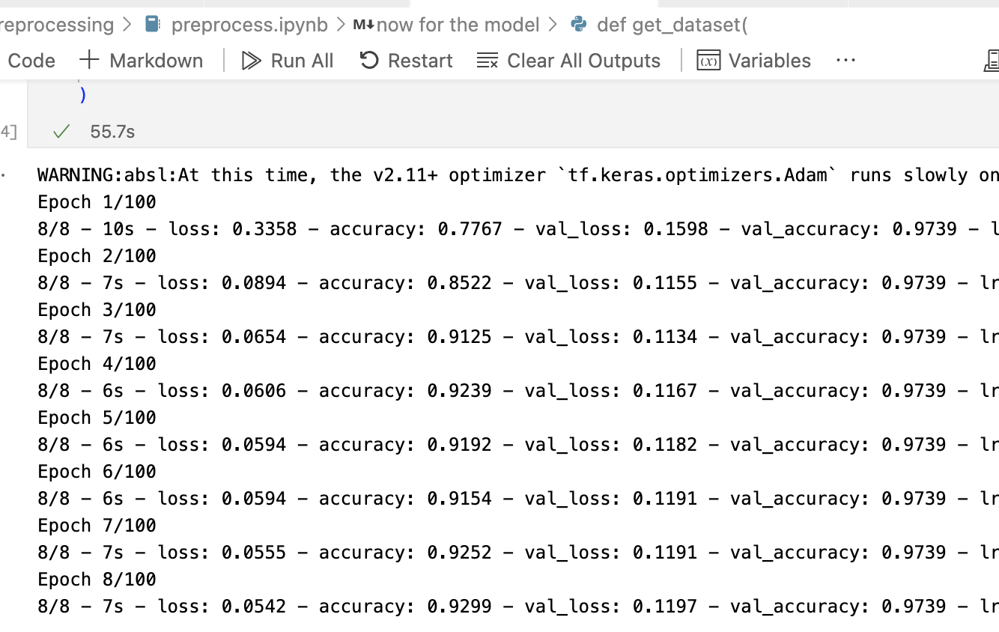 reprocessing > preprocess.ipynb > M↓now for the model > def get_dataset(
Code + Markdown | Run All Restart Clear All Outputs | (x) Variables ...
)
4] ✓ 55.7s
WARNING:absl:At this time, the v2.11+ optimizer `tf.keras.optimizers.Adam` runs slowly on
Epoch 1/100
8/8 - 10s - loss: 0.3358 - accuracy: 0.7767 - val_loss: 0.1598 - val_accuracy: 0.9739 - l
Epoch 2/100
8/8 - 7s - loss: 0.0894 - accuracy: 0.8522 - val_loss: 0.1155 - val_accuracy: 0.9739 - lr
Epoch 3/100
8/8 - 7s - loss: 0.0654 - accuracy: 0.9125 - val_loss: 0.1134 - val_accuracy: 0.9739 - lr
Epoch 4/100
8/8 - 6s - loss: 0.0606 - accuracy: 0.9239 - val_loss: 0.1167 - val_accuracy: 0.9739 - lr
Epoch 5/100
8/8 - 6s - loss: 0.0594 - accuracy: 0.9192 - val_loss: 0.1182 - val_accuracy: 0.9739 - lr
Epoch 6/100
8/8 - 6s - loss: 0.0594 - accuracy: 0.9154 - val_loss: 0.1191 - val_accuracy: 0.9739 - lr
Epoch 7/100
8/8 - 7s - loss: 0.0555 - accuracy: 0.9252 - val_loss: 0.1191 - val_accuracy: 0.9739 - lr
Epoch 8/100
8/8 - 7s - loss: 0.0542 - accuracy: 0.9299 - val_loss: 0.1197 - val_accuracy: 0.9739 - lr